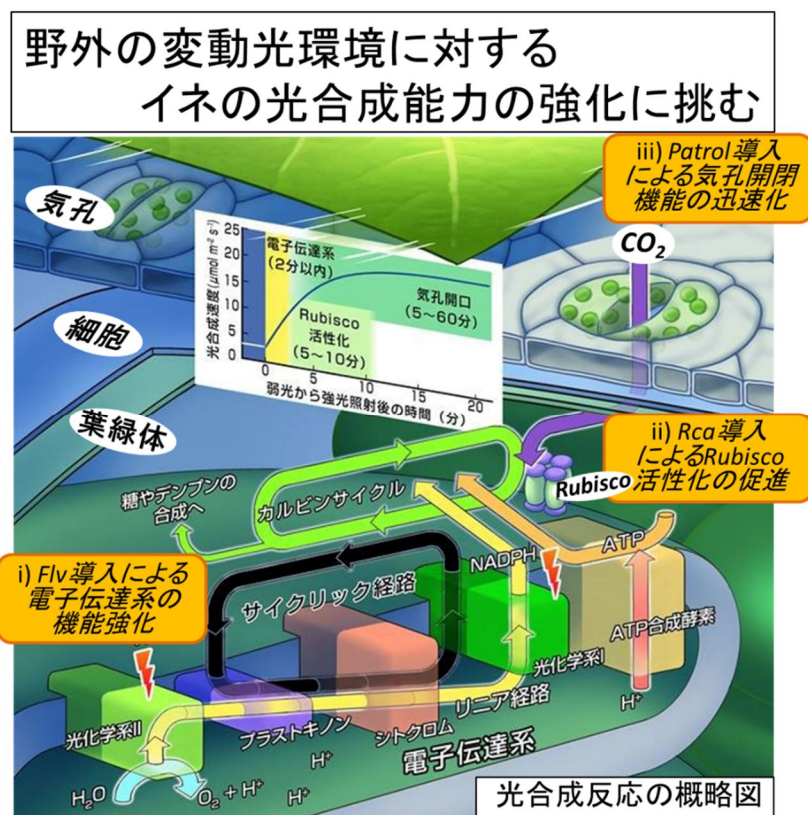 野外の変動光環境に対する
イネの光合成能力の強化に挑む
iii) Patrol導入
による気孔開閉
機能の迅速化
気孔
CO₂
光合成速度(μmol m⁻² s⁻¹)
25
20
15
10
5
0
電子伝達系
(2分以内)
気孔開口
(5～60分)
Rubisco
活性化
(5～10分)
0
5
10
15
20
弱光から強光照射後の時間（分）
細胞
葉緑体
ii) Rca導入
によるRubisco
活性化の促進
Rubisco
糖やデンプンの
合成へ
カルビンサイクル
NADPH
ATP
i) Flv導入による
電子伝達系の
機能強化
サイクリック経路
ATP合成酵素
光化学系I
H⁺
リニア経路
光化学系II
プラストキノン
シトクロム
電子伝達系
H⁺
H₂O
O₂ + H⁺
H⁺
光合成反応の概略図